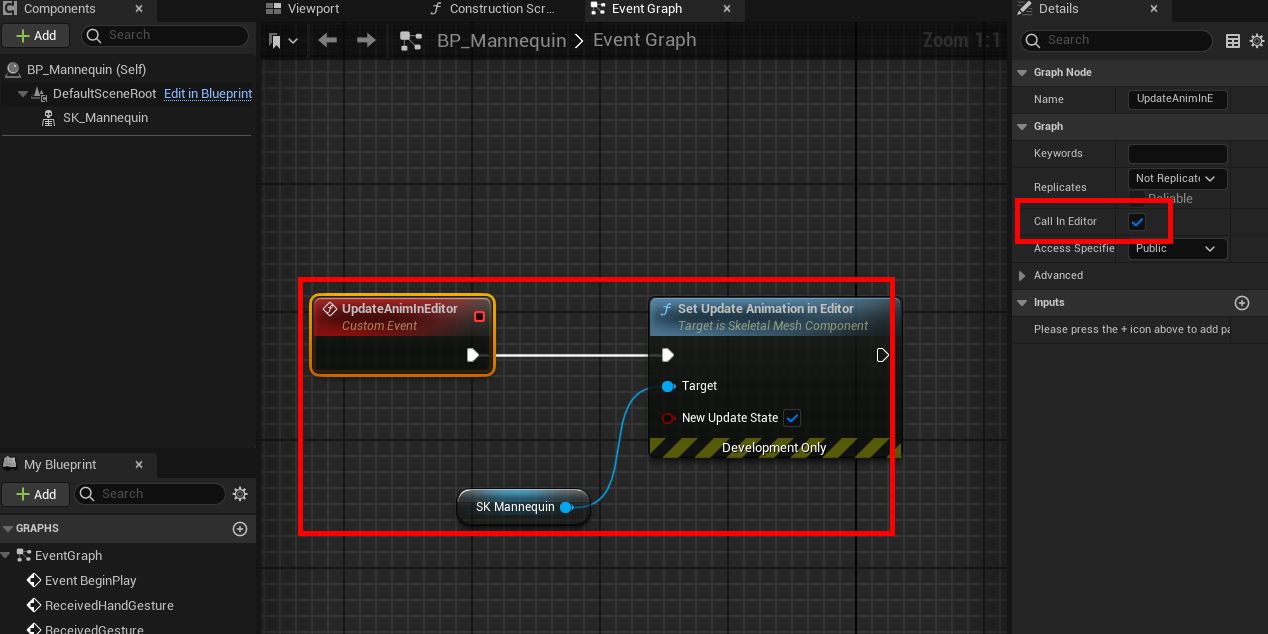 Components
Add
Search
BP_Mannequin (Self)
DefaultSceneRoot Edit in Blueprint
SK_Mannequin
My Blueprint
Add
Search
GRAPHS
EventGraph
Event BeginPlay
ReceivedHandGesture
ReceivedGesture
Viewport
Construction Scr...
Event Graph
BP_Mannequin > Event Graph
Zoom 1:1
UpdateAnimInEditor
Custom Event
Set Update Animation in Editor
Target is Skeletal Mesh Component
Target
New Update State
Development Only
SK Mannequin
Details
Search
Graph Node
Name UpdateAnimInE
Graph
Keywords
Replicates Not Replicate
Reliable
Call In Editor
Access Specifie Public
Advanced
Inputs
Please press the + icon above to add pa